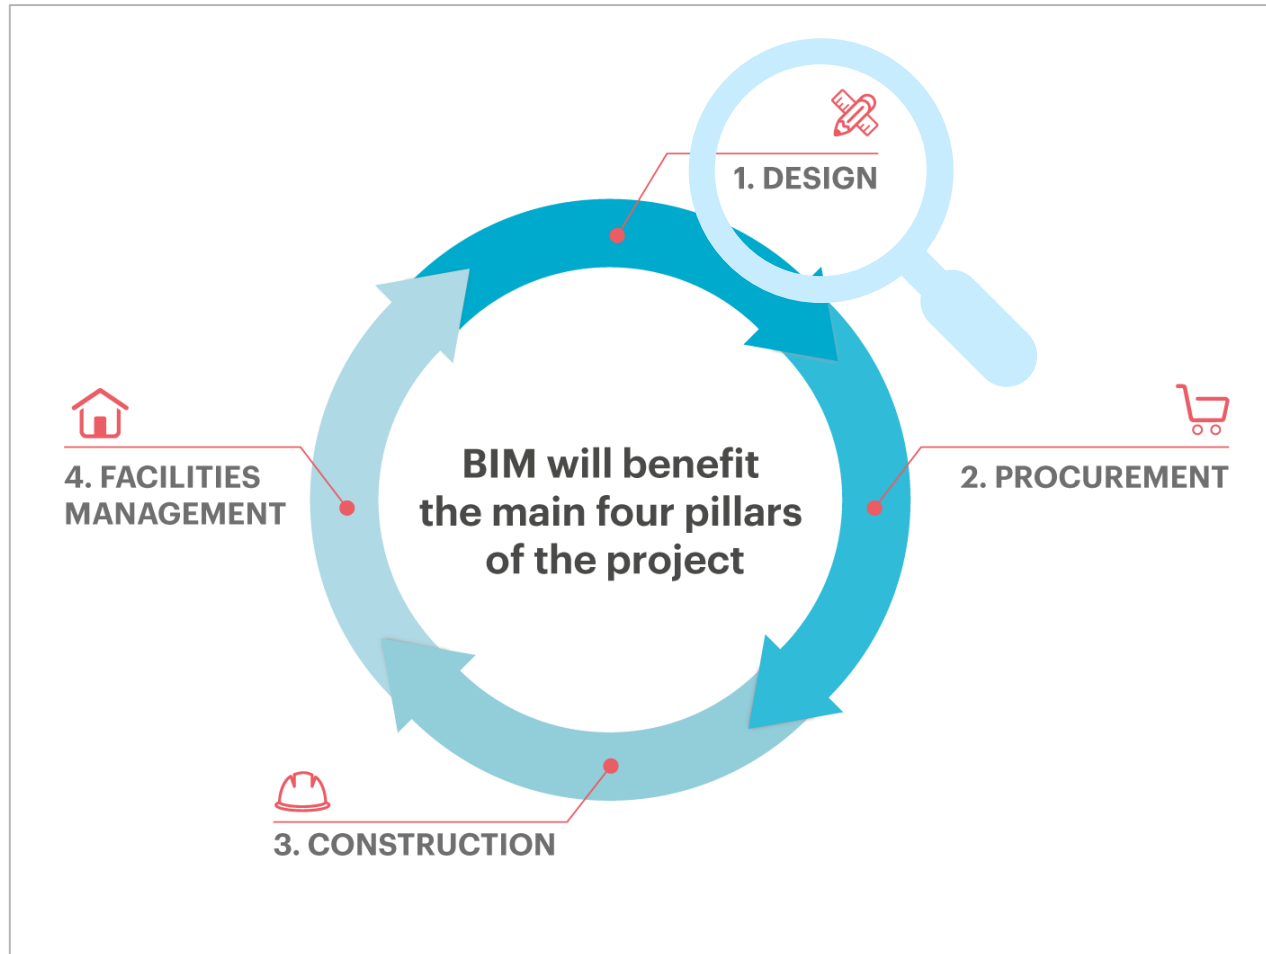 1. DESIGN
2. PROCUREMENT
3. CONSTRUCTION
4. FACILITIES
MANAGEMENT
BIM will benefit
the main four pillars
of the project